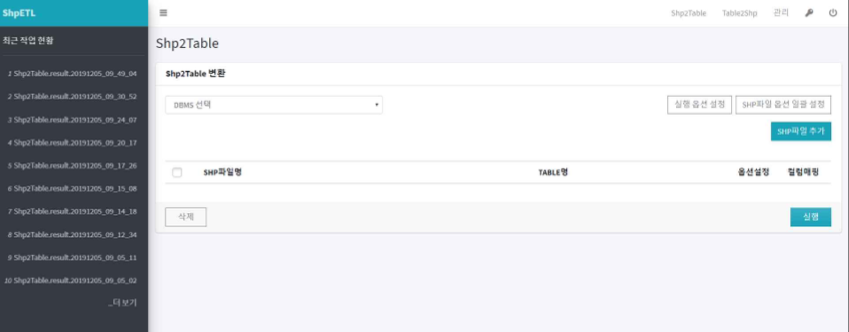 ShpETL
Shp2Table Table2Shp 관리
최근 작업 현황
Shp2Table
1 Shp2Table.result.20191205_09_49_04
2 Shp2Table.result.20191205_09_30_52
3 Shp2Table.result.20191205_09_24_07
4 Shp2Table.result.20191205_09_20_17
5 Shp2Table.result.20191205_09_17_26
6 Shp2Table.result.20191205_09_15_08
7 Shp2Table.result.20191205_09_14_18
8 Shp2Table.result.20191205_09_12_34
9 Shp2Table.result.20191205_09_05_11
10 Shp2Table.result.20191205_09_05_02
...더 보기
Shp2Table 변환
DBMS 선택
실행 옵션 설정 SHP파일 옵션 일괄 설정
SHP파일 추가
SHP파일명 TABLE명 옵션설정 컬럼매핑
삭제 실행